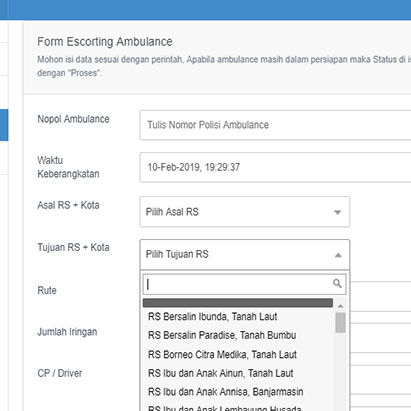 Form Escorting Ambulance
Mohon isi data sesuai dengan perintah, Apabila ambulance masih dalam persiapan maka Status di is
dengan "Proses".
Nopol Ambulance
Tulis Nomor Polisi Ambulance
Waktu
Keberangkatan
10-Feb-2019, 19:29:37
Asal RS + Kota
Pilih Asal RS
Tujuan RS + Kota
Pilih Tujuan RS
Rute
RS Bersalin Ibunda, Tanah Laut
RS Bersalin Paradise, Tanah Bumbu
Jumlah Iringan
RS Borneo Citra Medika, Tanah Laut
RS Ibu dan Anak Ainun, Tanah Laut
CP / Driver
RS Ibu dan Anak Annisa, Banjarmasin
RS Ibu dan Anak Lembayung Husada